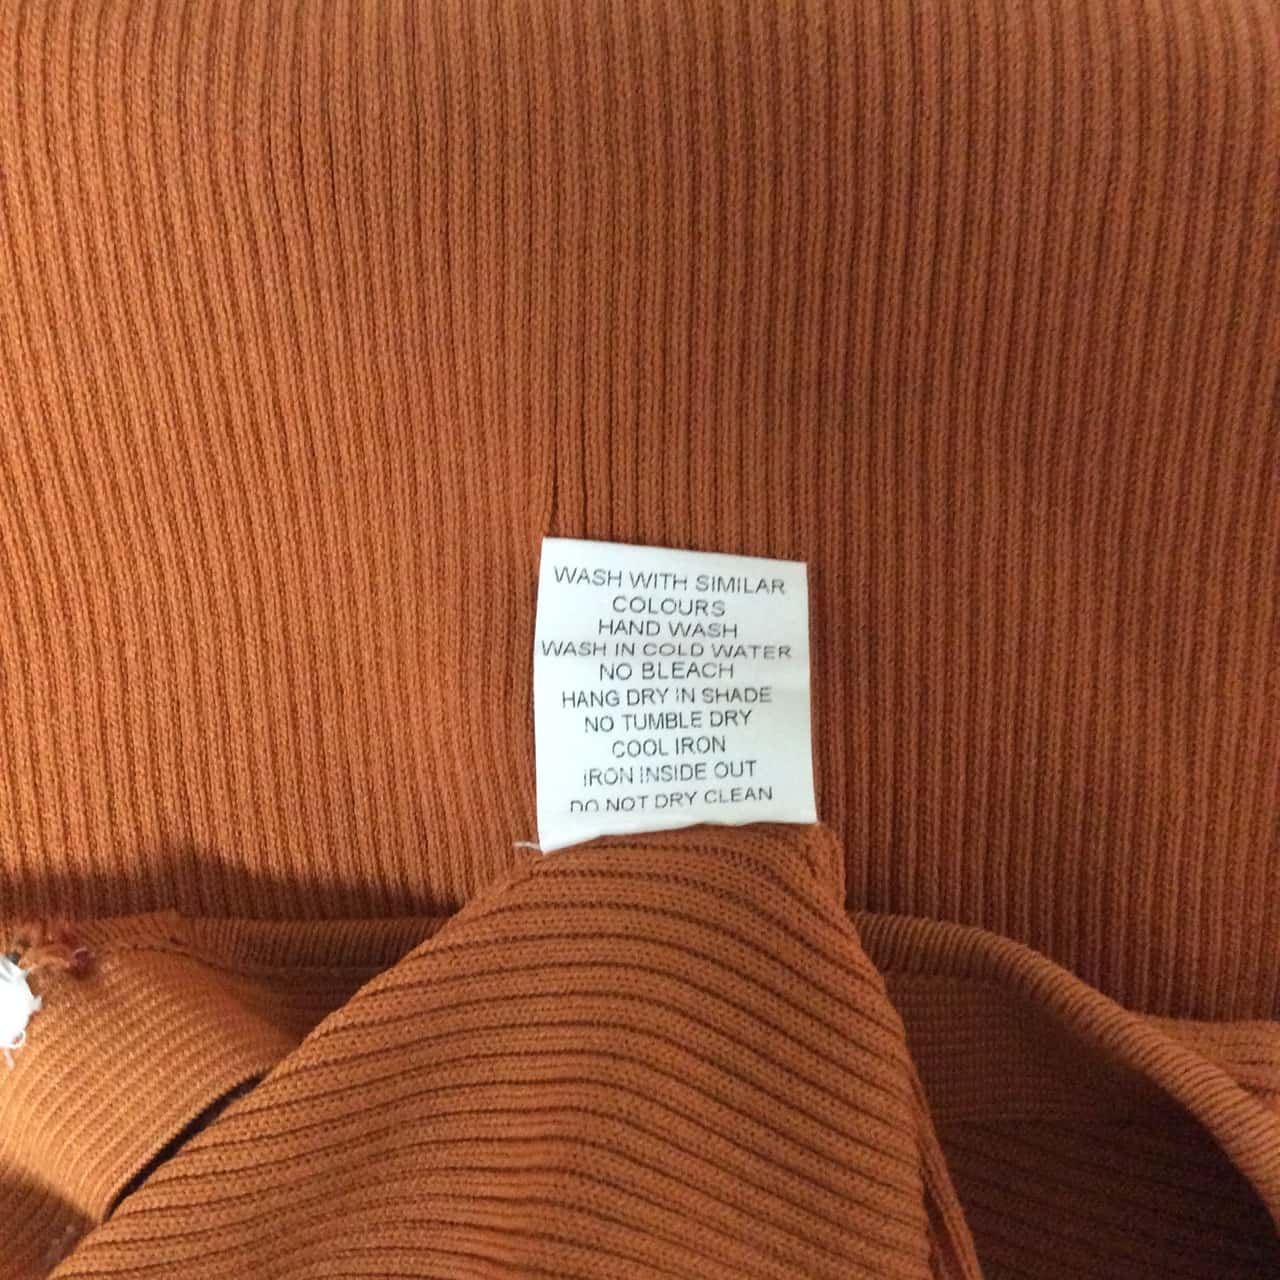 WASH WITH SIMILAR
COLOURS
HAND WASH
WASH IN COLD WATER
NO BLEACH
HANG DRY IN SHADE
NO TUMBLE DRY
COOL IRON
IRON INSIDE OUT
DO NOT DRY CLEAN